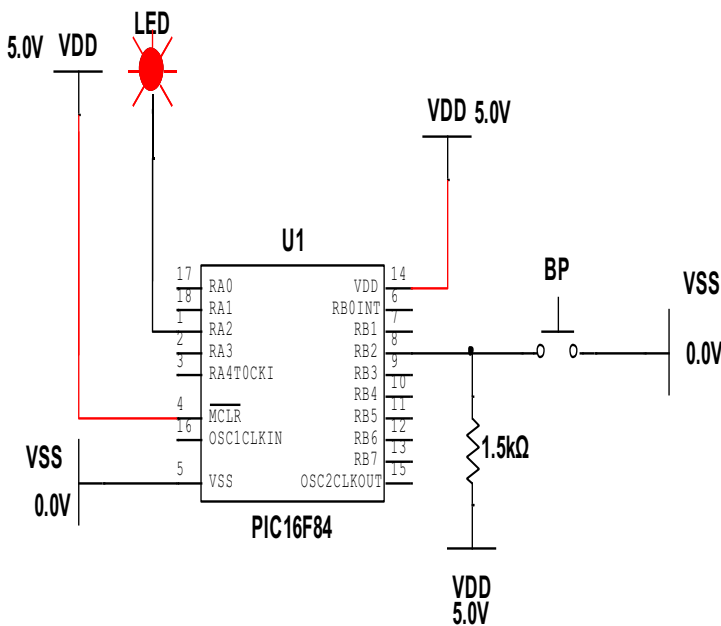 LED
5.0V VDD
VDD 5.0V
U1
17 RA0 VDD 14
18 RA1 RB0INT 6
1 RA2 RB1 7
2 RA3 RB2 8
3 RA4T0CKI RB3 9
RB4 10
4 MCLR RB5 11
16 OSC1CLKIN RB6 12
RB7 13
5 VSS OSC2CLKOUT 15
PIC16F84
BP
VSS
0.0V
1.5kΩ
VSS
0.0V
VDD
5.0V